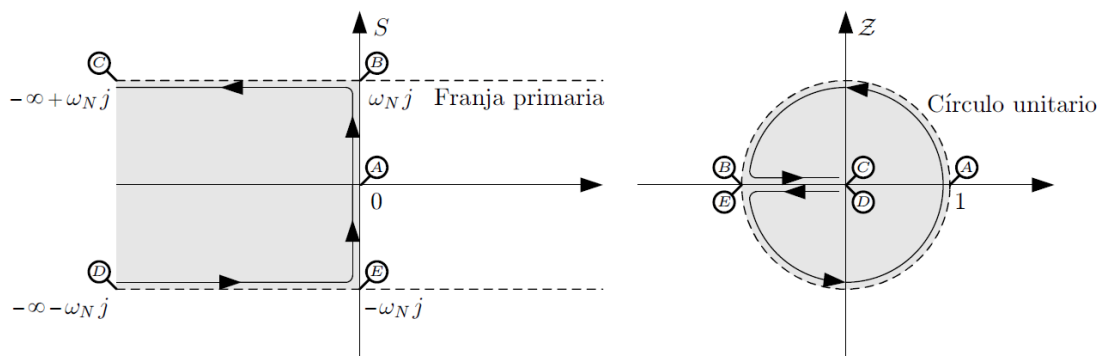 S
C
B
−∞+ω_N j
ω_N j
Franja primaria
A
0
D
E
−∞−ω_N j
−ω_N j
Z
Círculo unitario
B
C
A
E
D
1